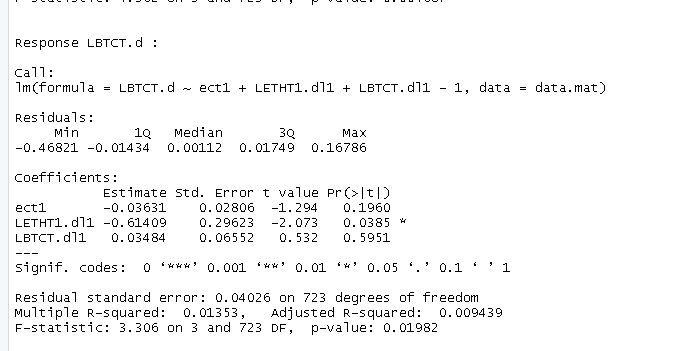 Response LBTCT.d :
Call:
lm(formula = LBTCT.d ~ ect1 + LETHT1.dl1 + LBTCT.dl1 - 1, data = data.mat)
Residuals:
Min 1Q Median 3Q Max
-0.46821 -0.01434 0.00112 0.01749 0.16786
Coefficients:
Estimate Std. Error t value Pr(>|t|)
ect1 -0.03631 0.02806 -1.294 0.1960
LETHT1.dl1 -0.61409 0.29623 -2.073 0.0385 *
LBTCT.dl1 0.03484 0.06552 0.532 0.5951
---
Signif. codes: 0 ‘***’ 0.001 ‘**’ 0.01 ‘*’ 0.05 ‘.’ 0.1 ‘ ’ 1
Residual standard error: 0.04026 on 723 degrees of freedom
Multiple R-squared: 0.01353, Adjusted R-squared: 0.009439
F-statistic: 3.306 on 3 and 723 DF, p-value: 0.01982